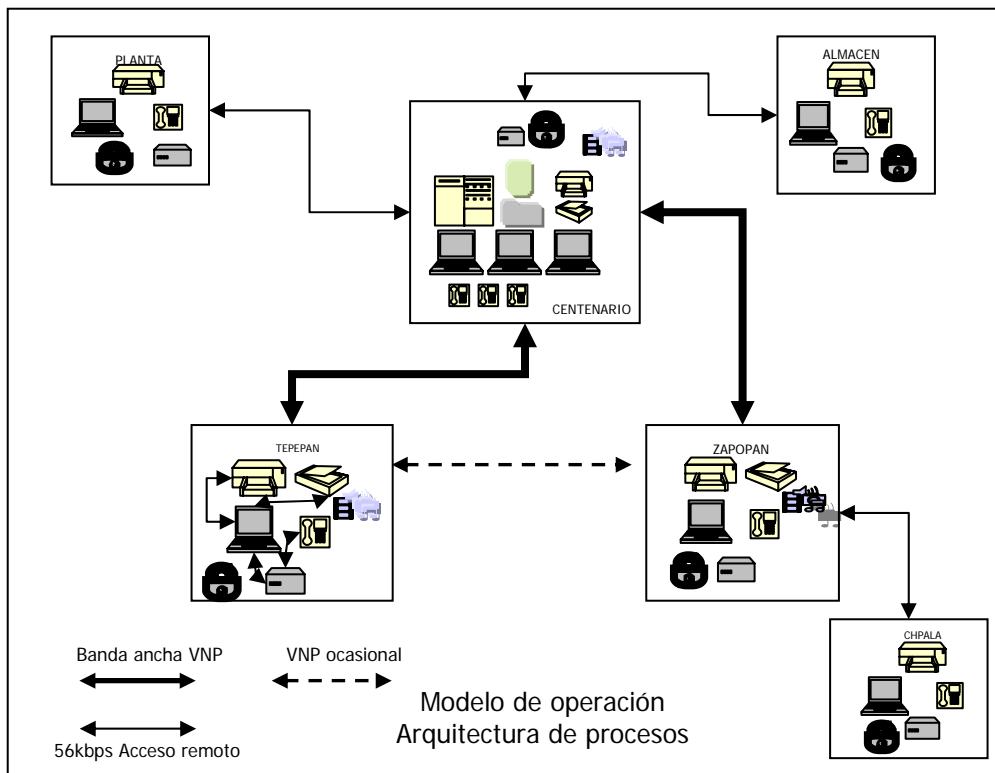 PLANTA
ALMACEN
CENTENARIO
TEPEPAN
ZAPOPAN
CHPALA
Banda ancha VNP
VNP ocasional
56kbps Acceso remoto
Modelo de operación
Arquitectura de procesos